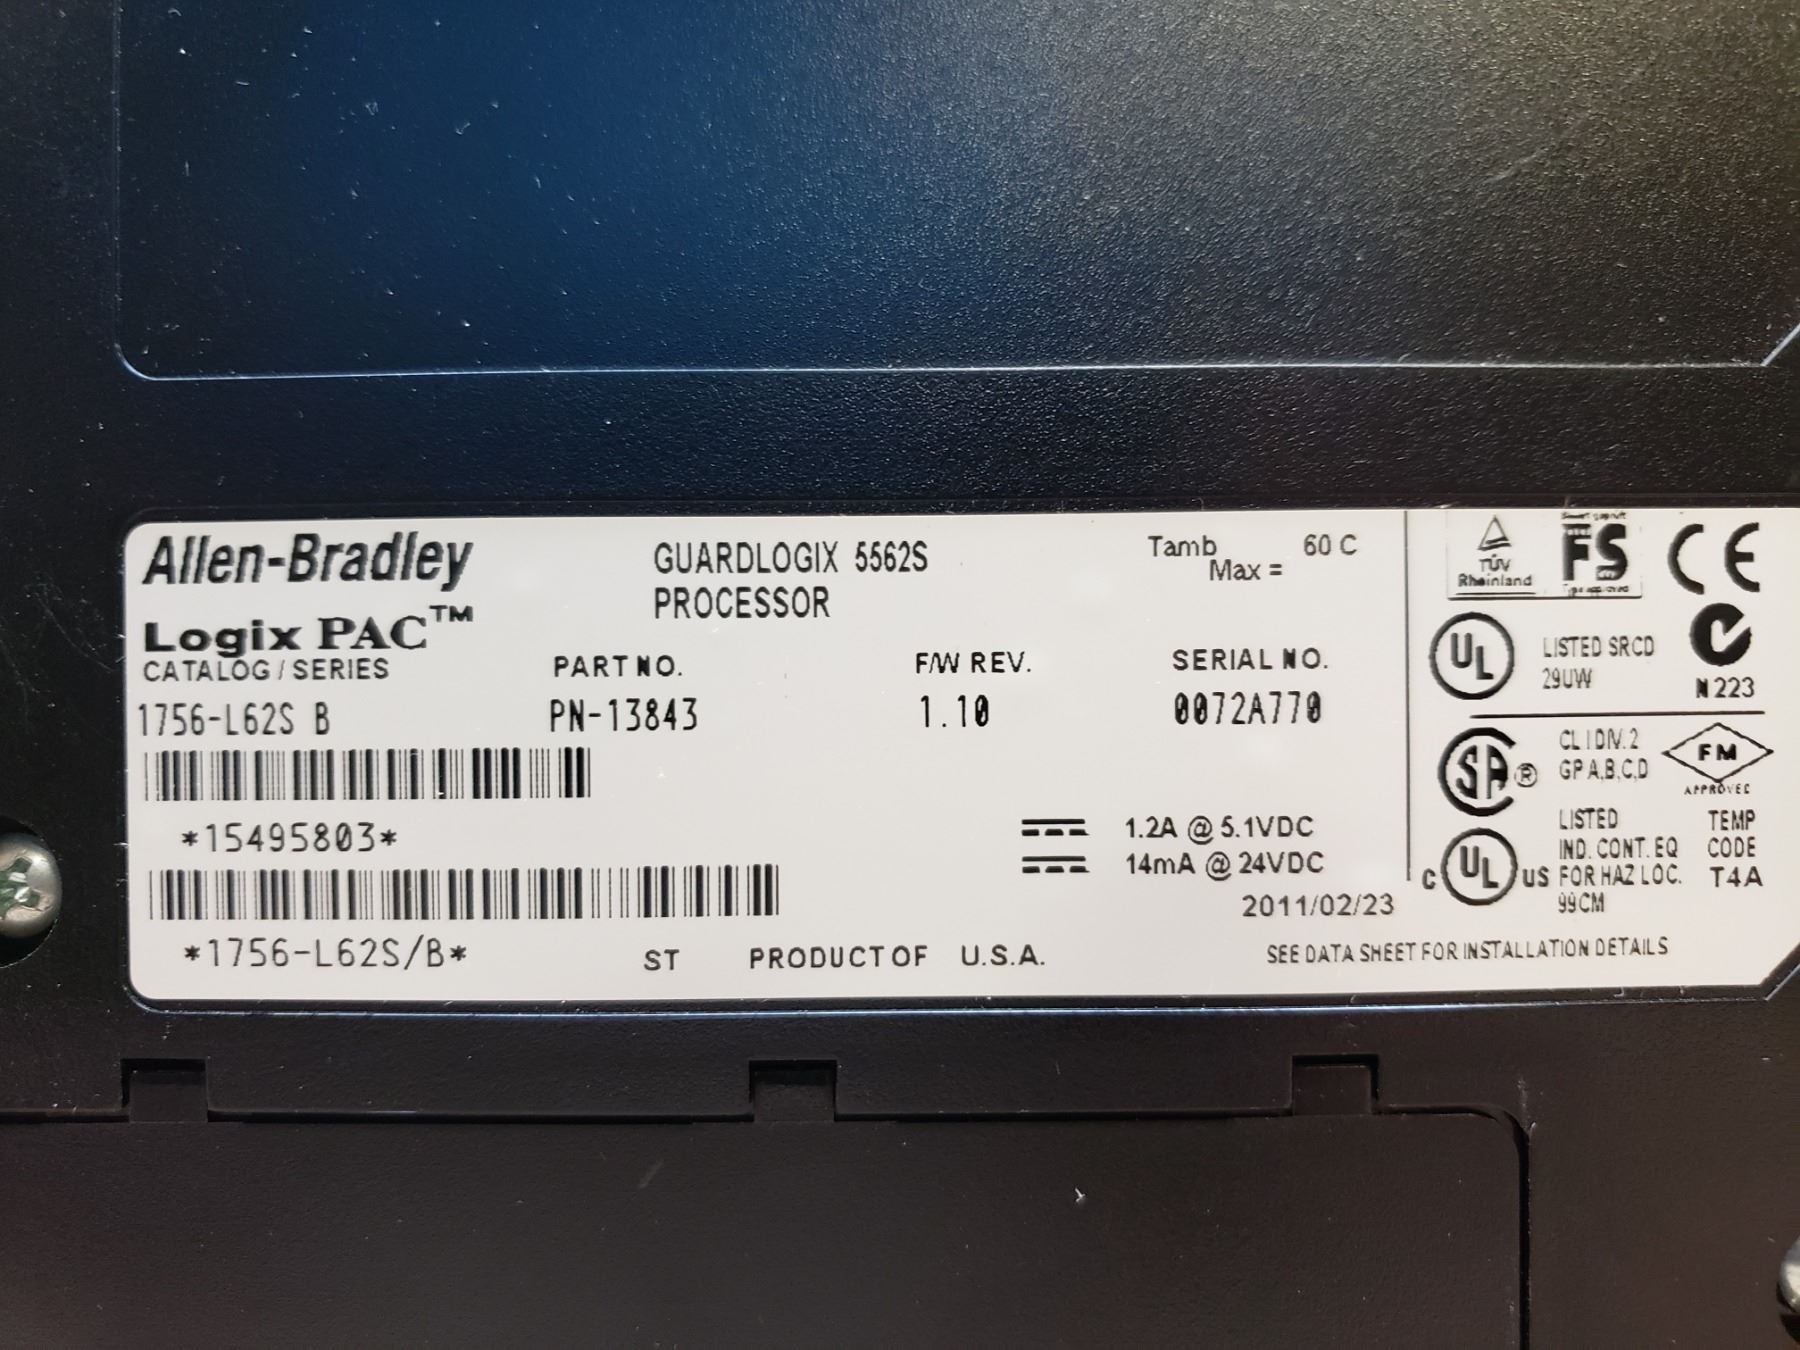 Allen-Bradley
Logix PAC™
CATALOG / SERIES
1756-L62S B
*15495803*
*1756-L62S/B*
GUARDLOGIX 5562S
PROCESSOR
PART NO.
PN-13843
F/W REV.
1.10
Tamb
Max =
60 C
SERIAL NO.
0072A770
1.2A @ 5.1VDC
14mA @ 24VDC
2011/02/23
ST
PRODUCT OF U.S.A.
TÜV
Rheinland
FS
CE
UL
LISTED SRCD
29UW
N223
SA®
CL I DIV. 2
GP A,B,C,D
FM
APPROVED
C UL US
LISTED
IND. CONT. EQ
FOR HAZ LOC.
99CM
TEMP
CODE
T4A
SEE DATA SHEET FOR INSTALLATION DETAILS